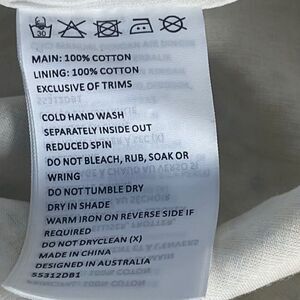 30
MAIN: 100% COTTON
LINING: 100% COTTON
EXCLUSIVE OF TRIMS
COLD HAND WASH
SEPARATELY INSIDE OUT
REDUCED SPIN
DO NOT BLEACH, RUB, SOAK OR
WRING
DO NOT TUMBLE DRY
DRY IN SHADE
WARM IRON ON REVERSE SIDE IF
REQUIRED
DO NOT DRYCLEAN (X)
MADE IN CHINA
DESIGNED IN AUSTRALIA
55312DB1